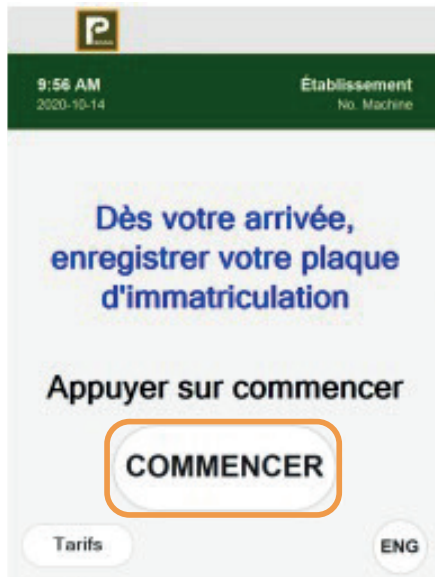 P
9:56 AM
Établissement
2020-10-14
No. Machine
Dès votre arrivée,
enregistrer votre plaque
d'immatriculation
Appuyer sur commencer
COMMENCER
Tarifs
ENG